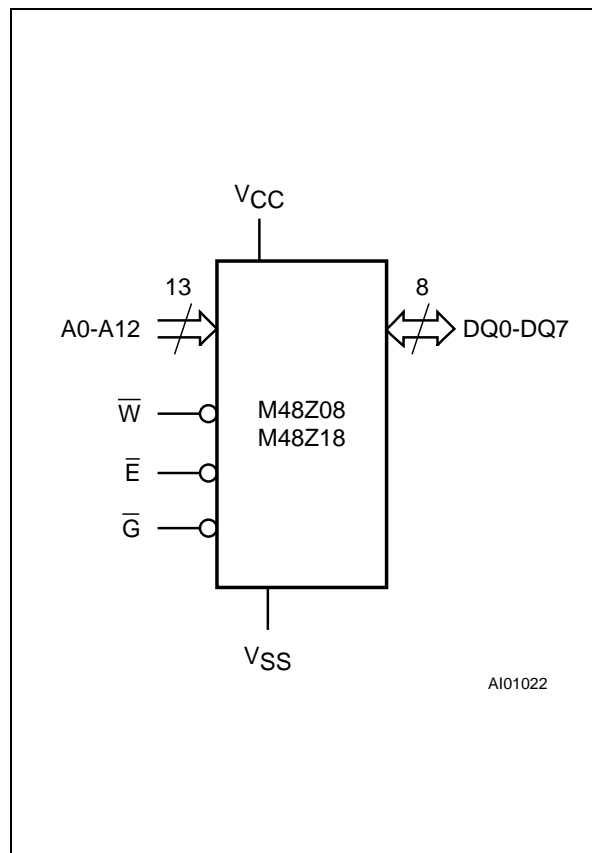 VCC
13
8
A0-A12
DQ0-DQ7
W̅
M48Z08
M48Z18
E̅
G̅
VSS
AI01022